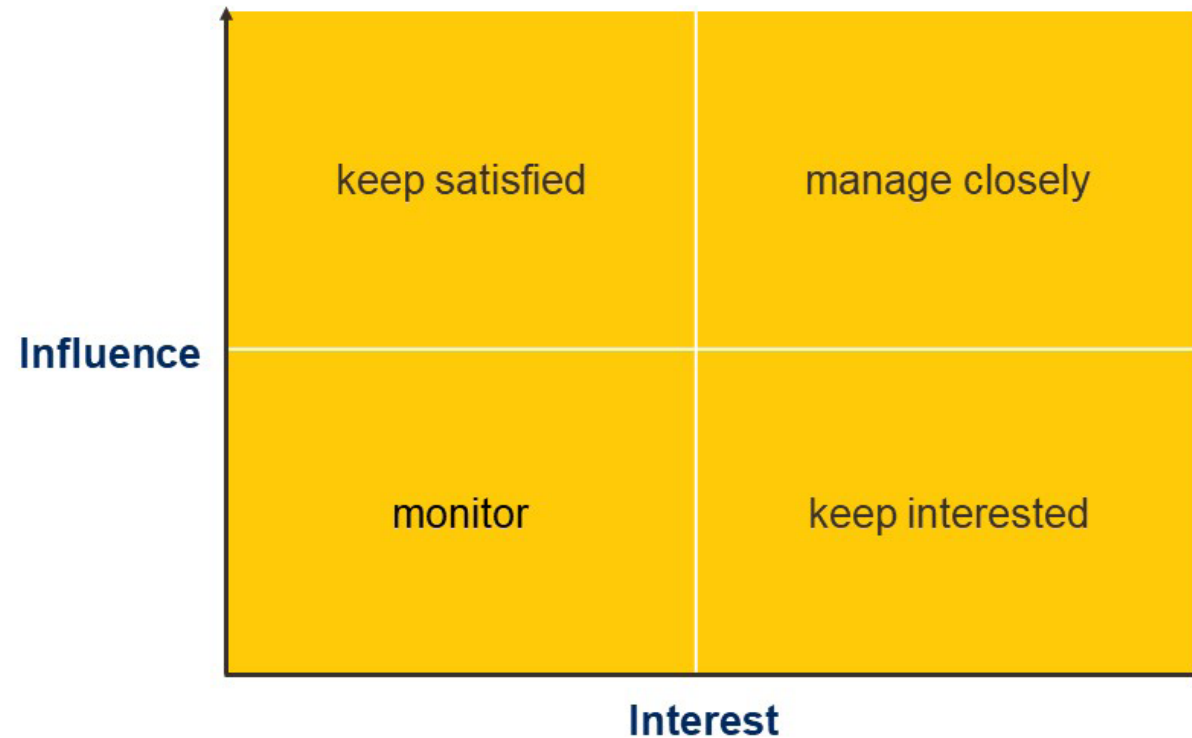 keep satisfied
manage closely
Influence
monitor
keep interested
Interest